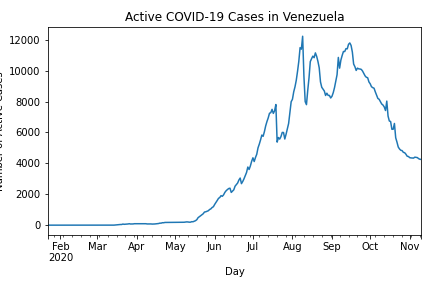 Active COVID-19 Cases in Venezuela
Number of Active Cases
12000
10000
8000
6000
4000
2000
0
Feb Mar Apr May Jun Jul Aug Sep Oct Nov
2020
Day